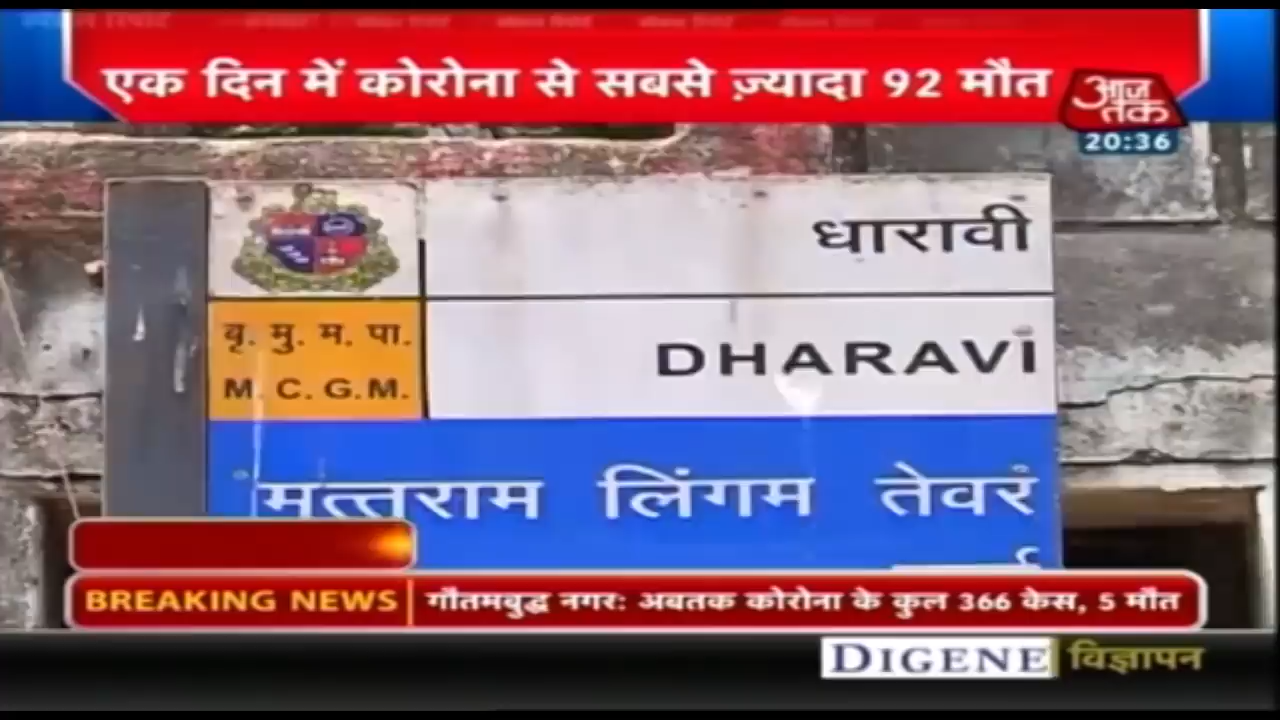 एक दिन में कोरोना से सबसे ज़्यादा 92 मौत
आज तक
20:36
धारावी
वृ. मु. म. पा.
M. C. G. M.
DHARAVI
मत्तराम लिंगम तेवर
BREAKING NEWS
गौतमबुद्ध नगर: अबतक कोरोना के कुल 366 केस, 5 मौत
DIGENE विज्ञापन